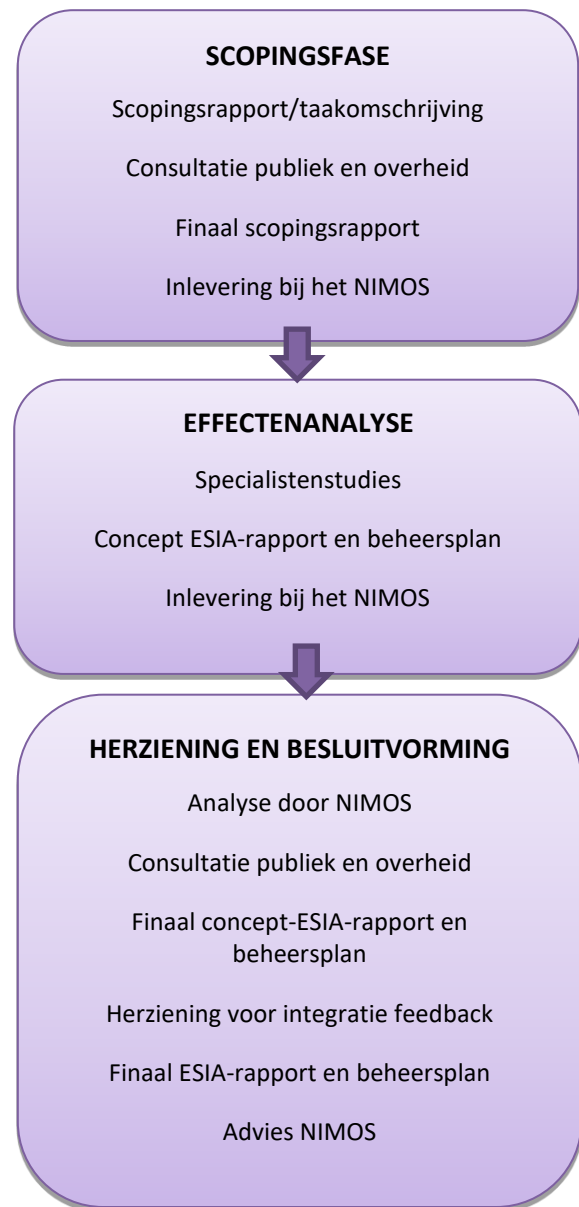 SCOPINGSFASE
Scopingsrapport/taakomschrijving
Consultatie publiek en overheid
Finaal scopingsrapport
Inlevering bij het NIMOS
EFFECTENANALYSE
Specialistenstudies
Concept ESIA-rapport en beheersplan
Inlevering bij het NIMOS
HERZIENING EN BESLUITVORMING
Analyse door NIMOS
Consultatie publiek en overheid
Finaal concept-ESIA-rapport en
beheersplan
Herziening voor integratie feedback
Finaal ESIA-rapport en beheersplan
Advies NIMOS